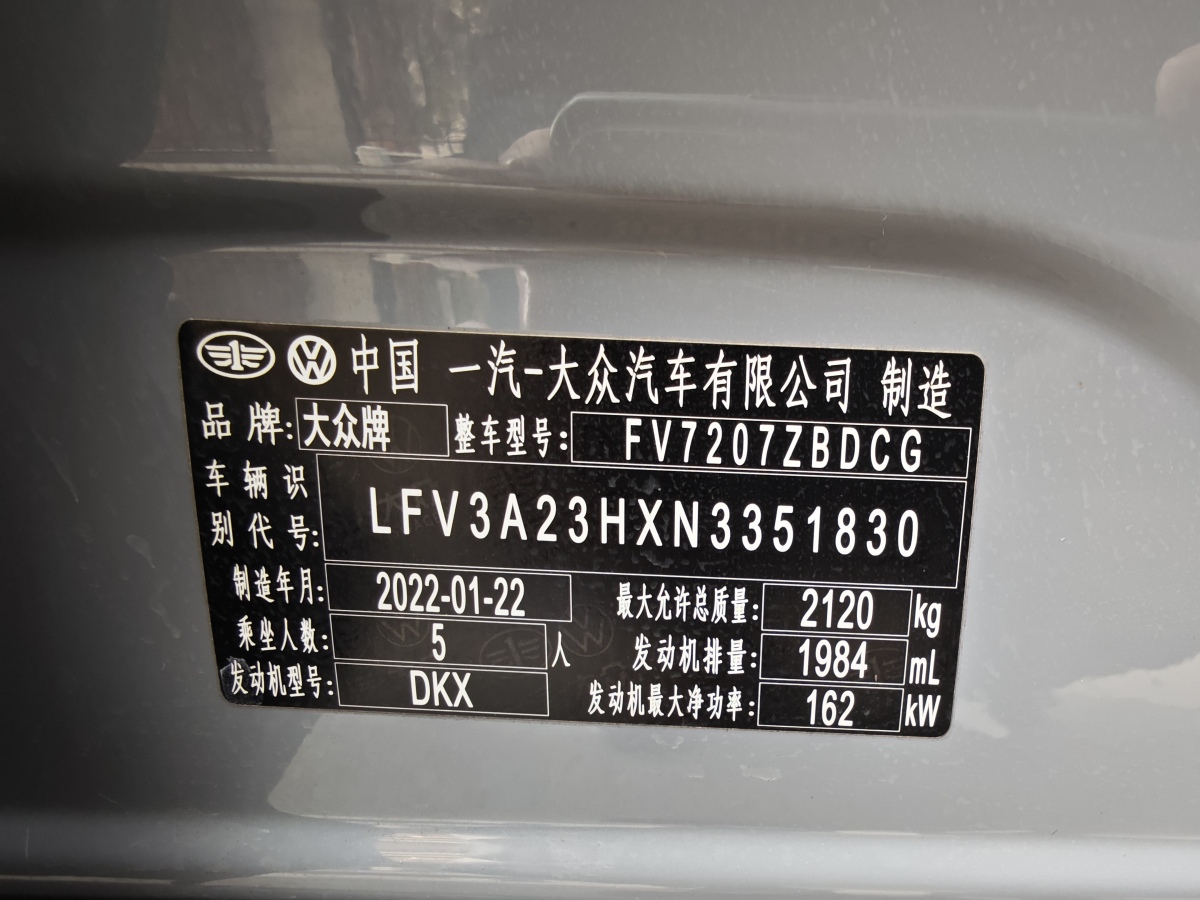 中国 一汽-大众汽车有限公司 制造
品牌: 大众牌 整车型号: FV7207ZBDCG
车辆识别代号: LFV3A23HXN3351830
制造年月: 2022-01-22 最大允许总质量: 2120 kg
乘坐人数: 5 人 发动机排量: 1984 mL
发动机型号: DKX 发动机最大净功率: 162 kW